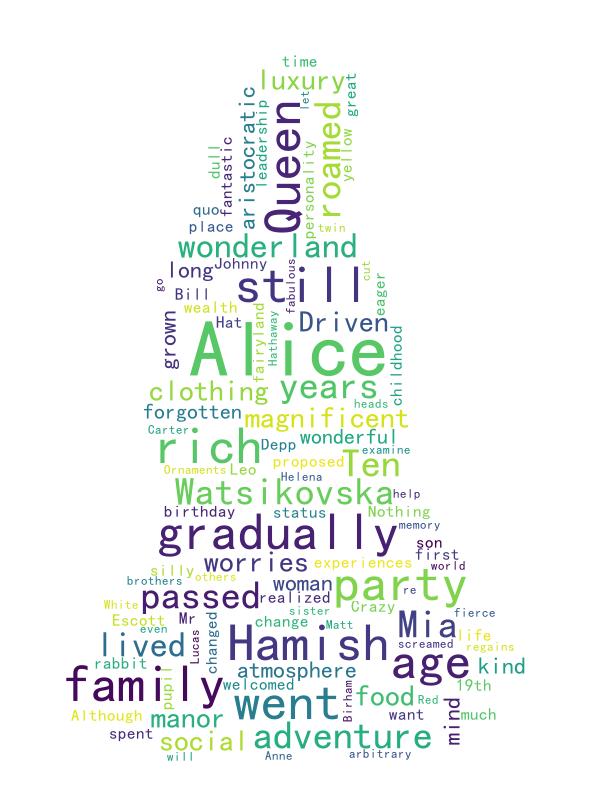 time
luxury
let
great
Queen
roamed
aristocratic
leadership
yellow
personality
dull
fantastic
quo
place
twin
wonderland
long
Johnny
still
cut
eager
go
Bill
fabulous
wealth
Hat
Driven
grown
Alice
fairyland
Hathaway
childhood
clothing
years
heads
forgotten
magnificent
Carter
rich
Depp
wonderful
examine
Ornaments
Leo
proposed
Ten
Helena
Watsikovska
help
birthday
status
Nothing
gradually
memory
son
first
silly
worries
experiences
world
brothers
others
woman
party
passed
realized
re
White
sister
Crazy
fierce
Escott
Mr
change
Matt
Mia
even
lived
Lucas
changed
Hamish
life
screamed
regains
rabbit
atmosphere
age
kind
family
pupil
welcomed
Birham
food
19th
Although
manor
went
Red
want
mind
much
spent
social
adventure
will
Anne
arbitrary